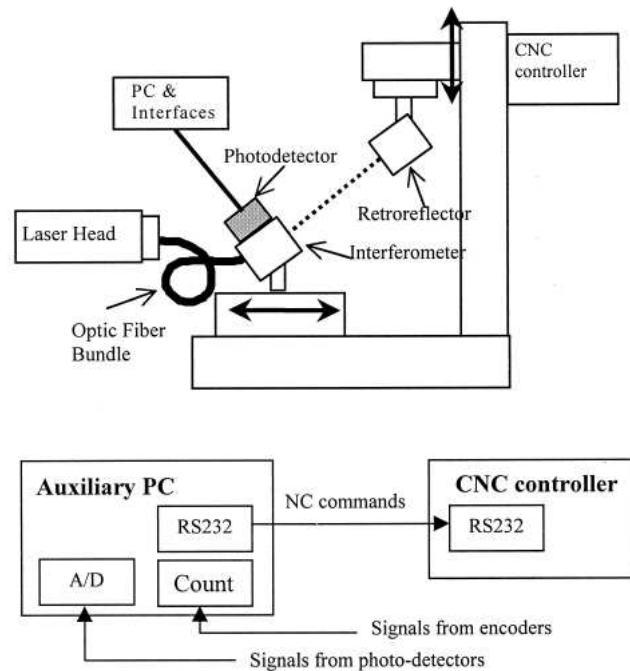 CNC
controller
PC &
Interfaces
Photodetector
Retroreflector
Laser Head
Interferometer
Optic Fiber
Bundle
Auxiliary PC
CNC controller
NC commands
RS232
RS232
A/D
Count
Signals from encoders
Signals from photo-detectors